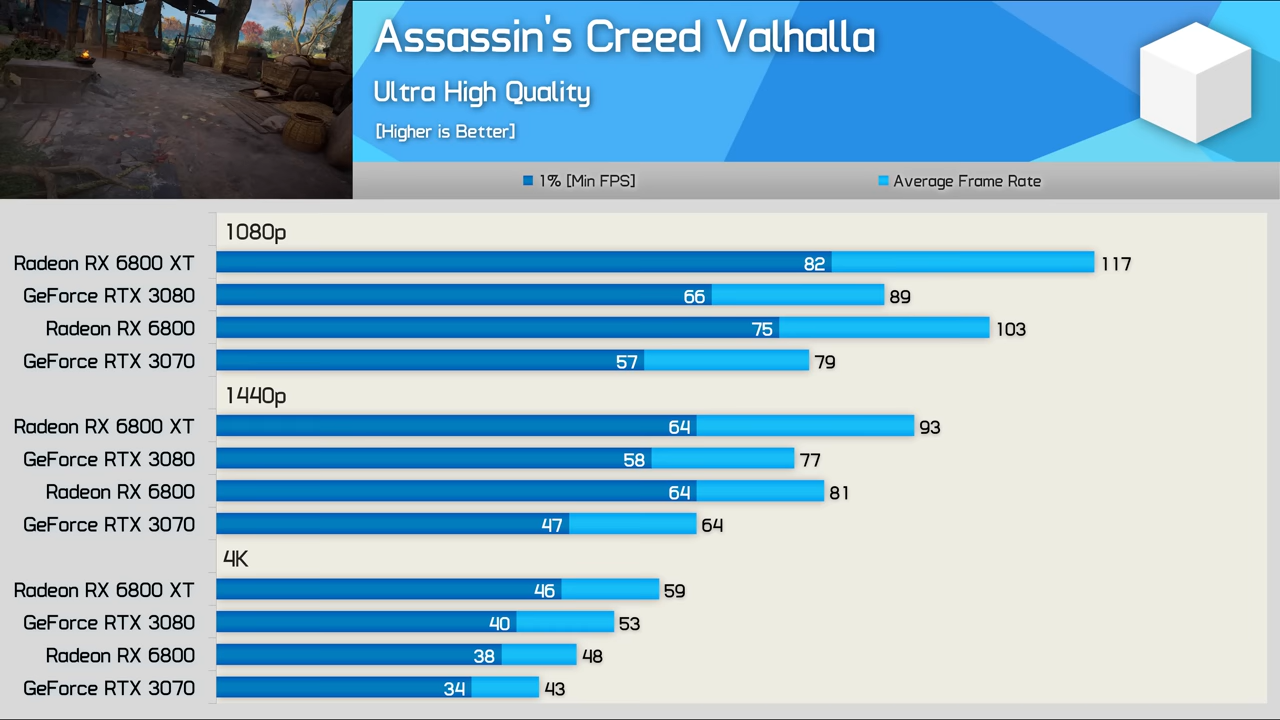 Assassin's Creed Valhalla
Ultra High Quality
[Higher is Better]
1% [Min FPS] Average Frame Rate
1080p
Radeon RX 6800 XT 82 117
GeForce RTX 3080 66 89
Radeon RX 6800 75 103
GeForce RTX 3070 57 79
1440p
Radeon RX 6800 XT 64 93
GeForce RTX 3080 58 77
Radeon RX 6800 64 81
GeForce RTX 3070 47 64
4K
Radeon RX 6800 XT 46 59
GeForce RTX 3080 40 53
Radeon RX 6800 38 48
GeForce RTX 3070 34 43